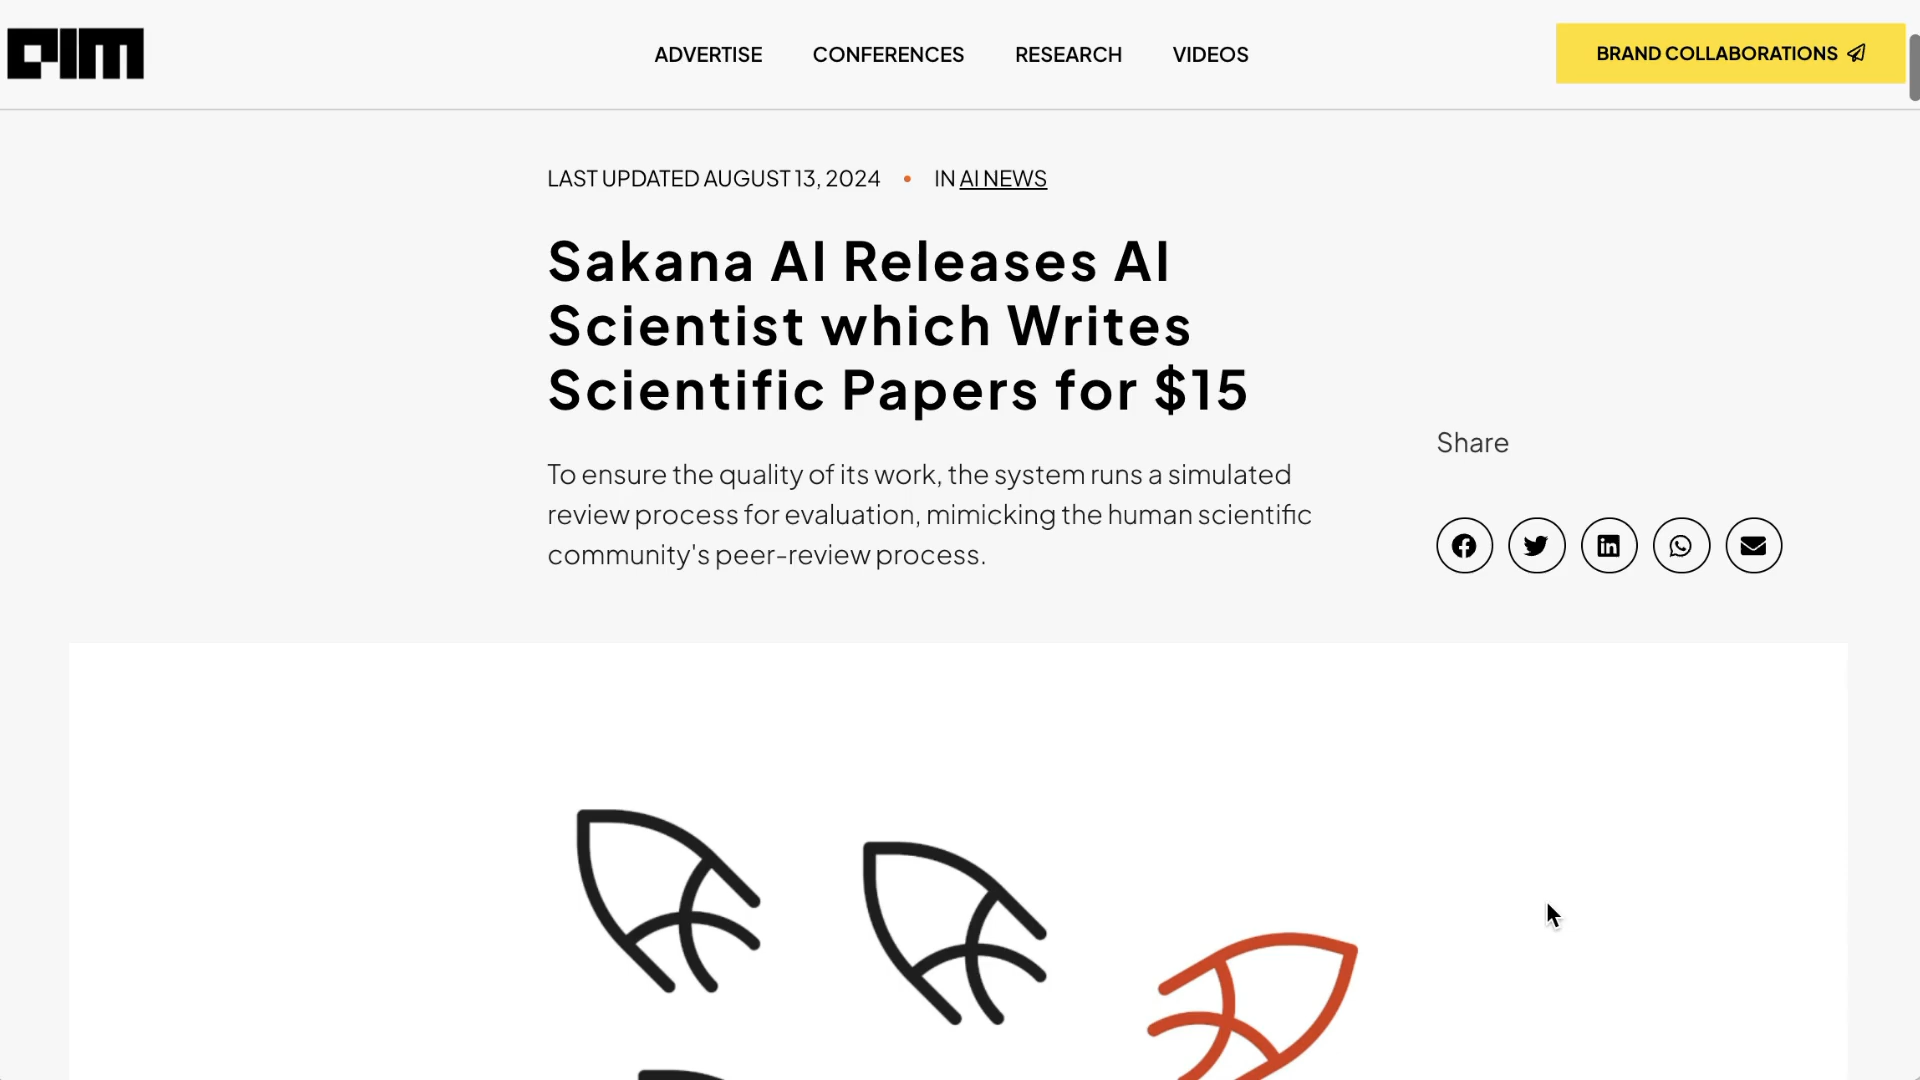 AIM
ADVERTISE CONFERENCES RESEARCH VIDEOS
BRAND COLLABORATIONS
LAST UPDATED AUGUST 13, 2024 • IN AI NEWS
Sakana AI Releases AI
Scientist which Writes
Scientific Papers for $15
To ensure the quality of its work, the system runs a simulated
review process for evaluation, mimicking the human scientific
community's peer-review process.
Share